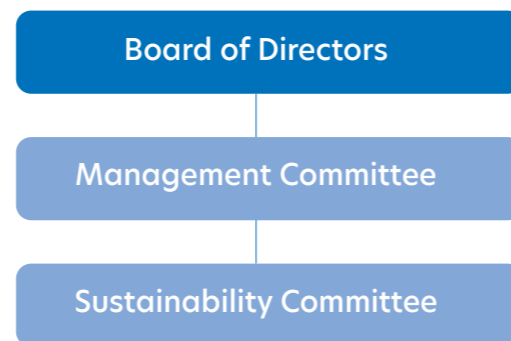 Board of Directors
Management Committee
Sustainability Committee